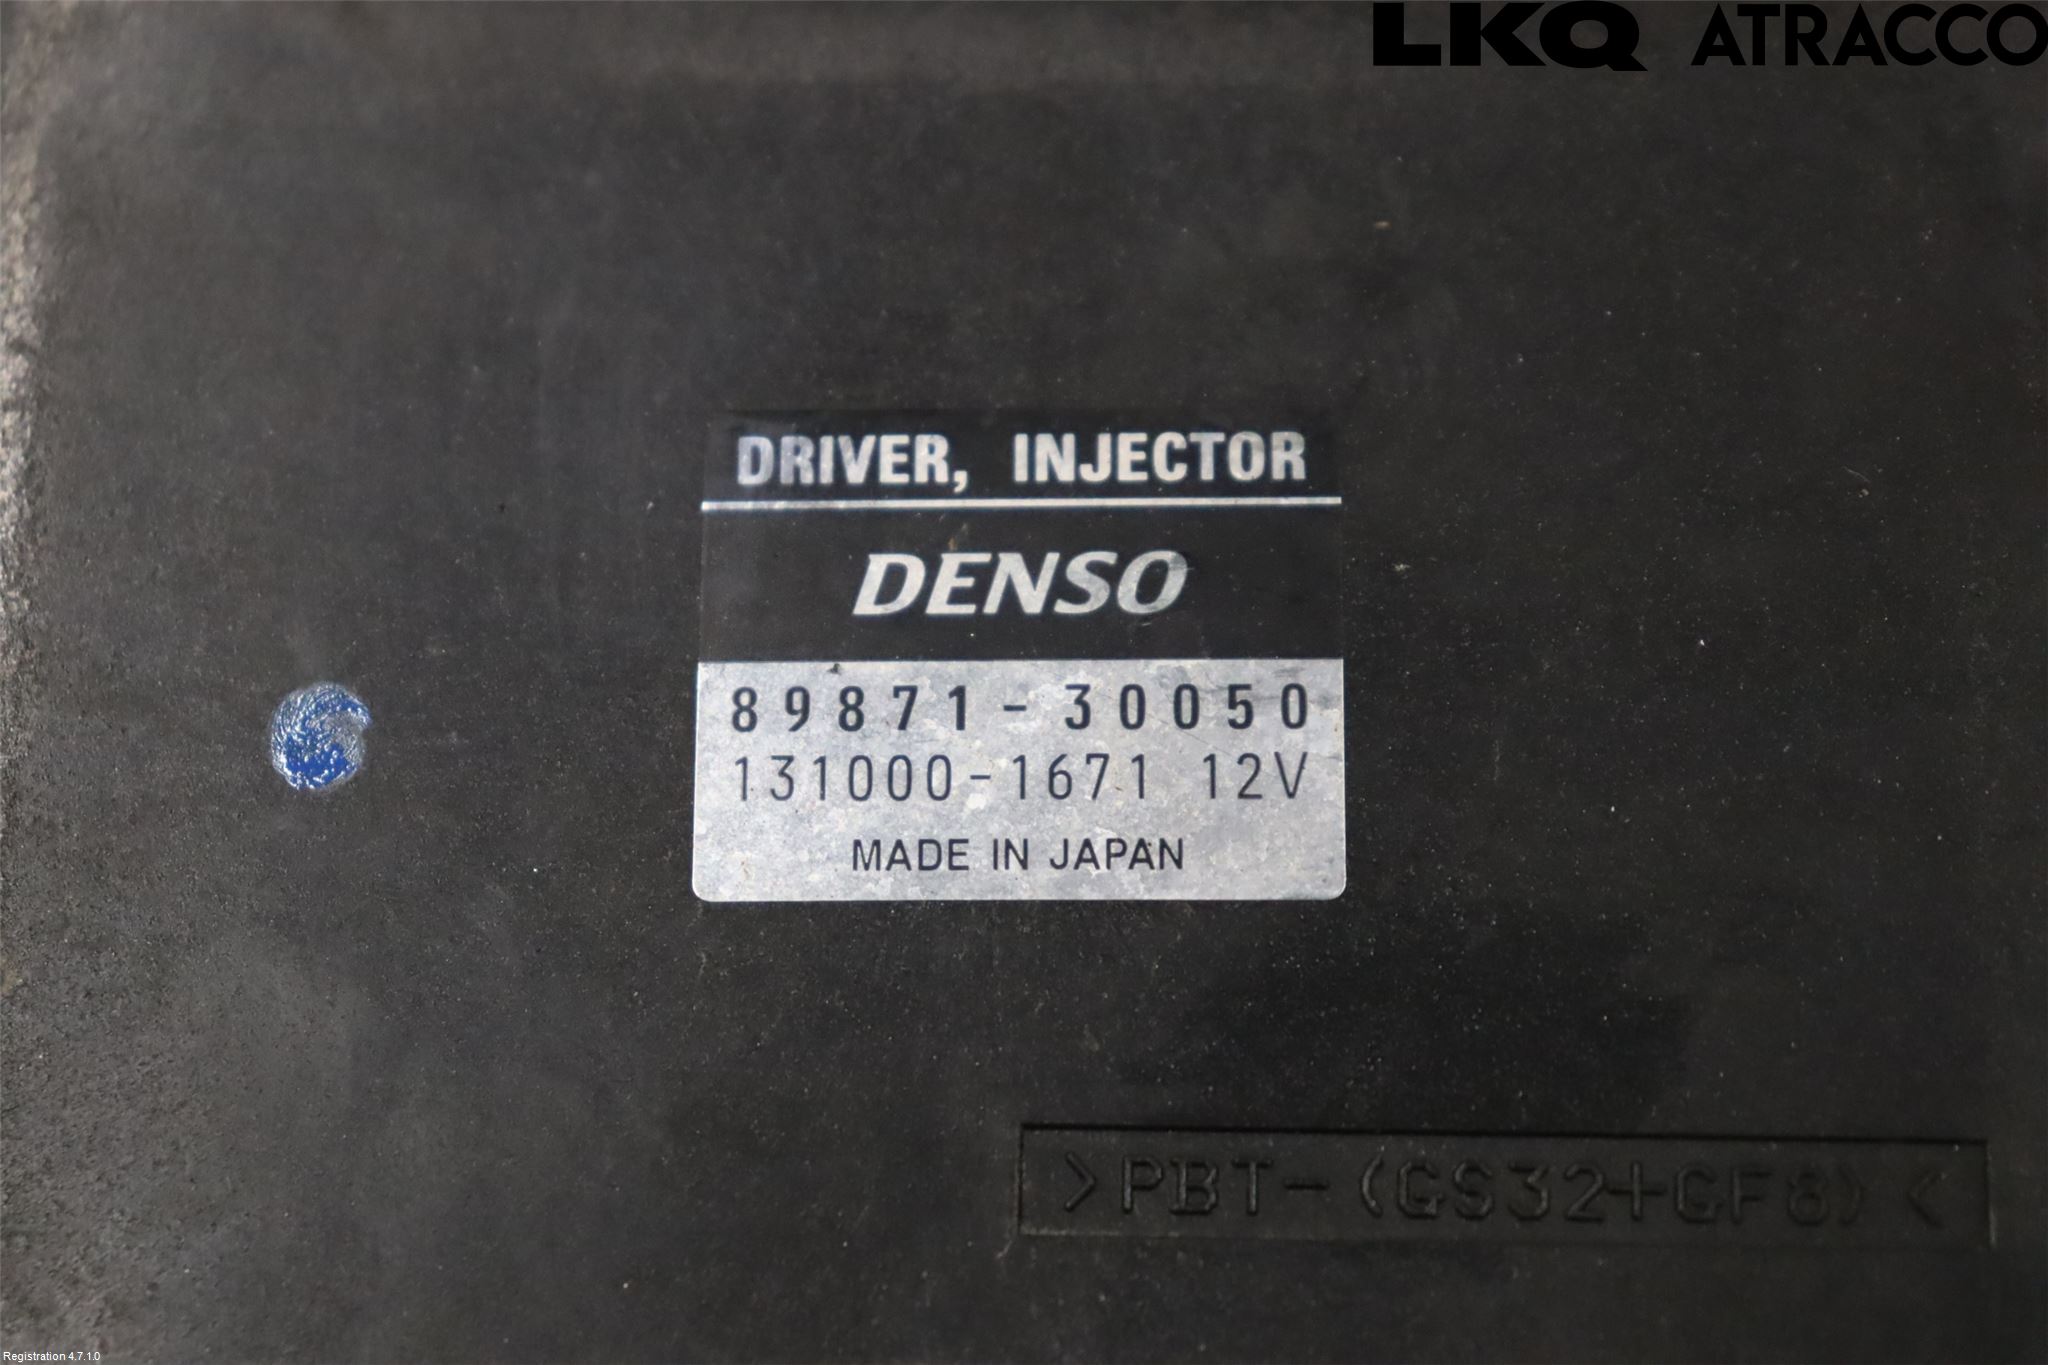 LKQ ATRACCO
DRIVER, INJECTOR
DENSO
89871-30050
131000-1671 12V
MADE IN JAPAN
>PBT-(GS32+GF8)<
Registration 4.7.1.0